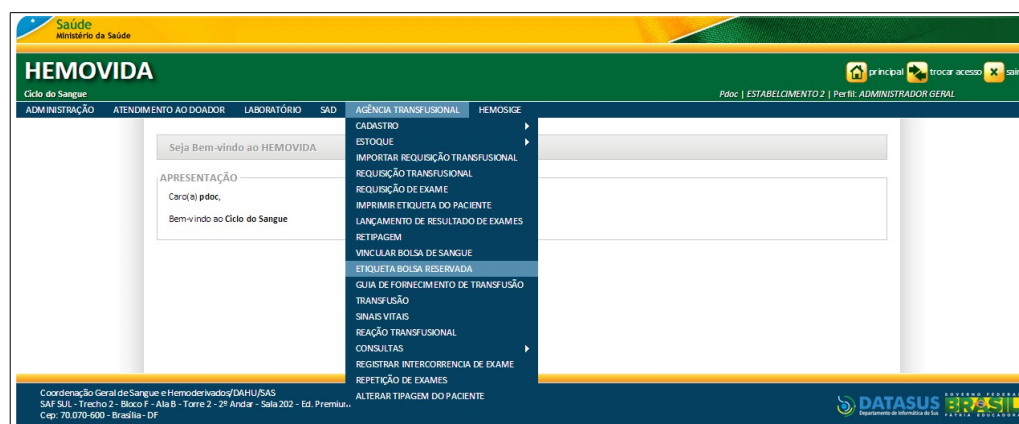 Saúde
Ministério da Saúde
HEMOVIDA
Ciclo do Sangue
principal trocar acesso sair
Pdoc | ESTABELCIMENTO 2 | Perfil: ADMINISTRADOR GERAL
ADMINISTRAÇÃO ATENDIMENTO AO DOADOR LABORATÓRIO SAD AGÊNCIA TRANSFUSIONAL HEMOSIGE
CADASTRO
ESTOQUE
IMPORTAR REQUISIÇÃO TRANSFUSIONAL
REQUISIÇÃO TRANSFUSIONAL
REQUISIÇÃO DE EXAME
IMPRIMIR ETIQUETA DO PACIENTE
LANÇAMENTO DE RESULTADO DE EXAMES
RETIPAGEM
VINCULAR BOLSA DE SANGUE
ETIQUETA BOLSA RESERVADA
GUIA DE FORNECIMENTO DE TRANSFUSÃO
TRANSFUSÃO
SINAIS VITAIS
REAÇÃO TRANSFUSIONAL
CONSULTAS
REGISTRAR INTERCORRENCIA DE EXAME
REPETIÇÃO DE EXAMES
ALTERAR TIPAGEM DO PACIENTE
Seja Bem-vindo ao HEMOVIDA
APRESENTAÇÃO
Caro(a) pdoc,
Bem-vindo ao Ciclo do Sangue
Coordenação Geral de Sangue e Hemoderivados/DAHU/SAS
SAF SUL - Trecho 2 - Bloco F - Ala B - Torre 2 - 2º Andar - Sala 202 - Ed. Premium
Cep: 70.070-600 - Brasília - DF
DATASUS
Departamento de Informática do Sus
GOVERNO FEDERAL
BRASIL
PÁTRIA EDUCADORA